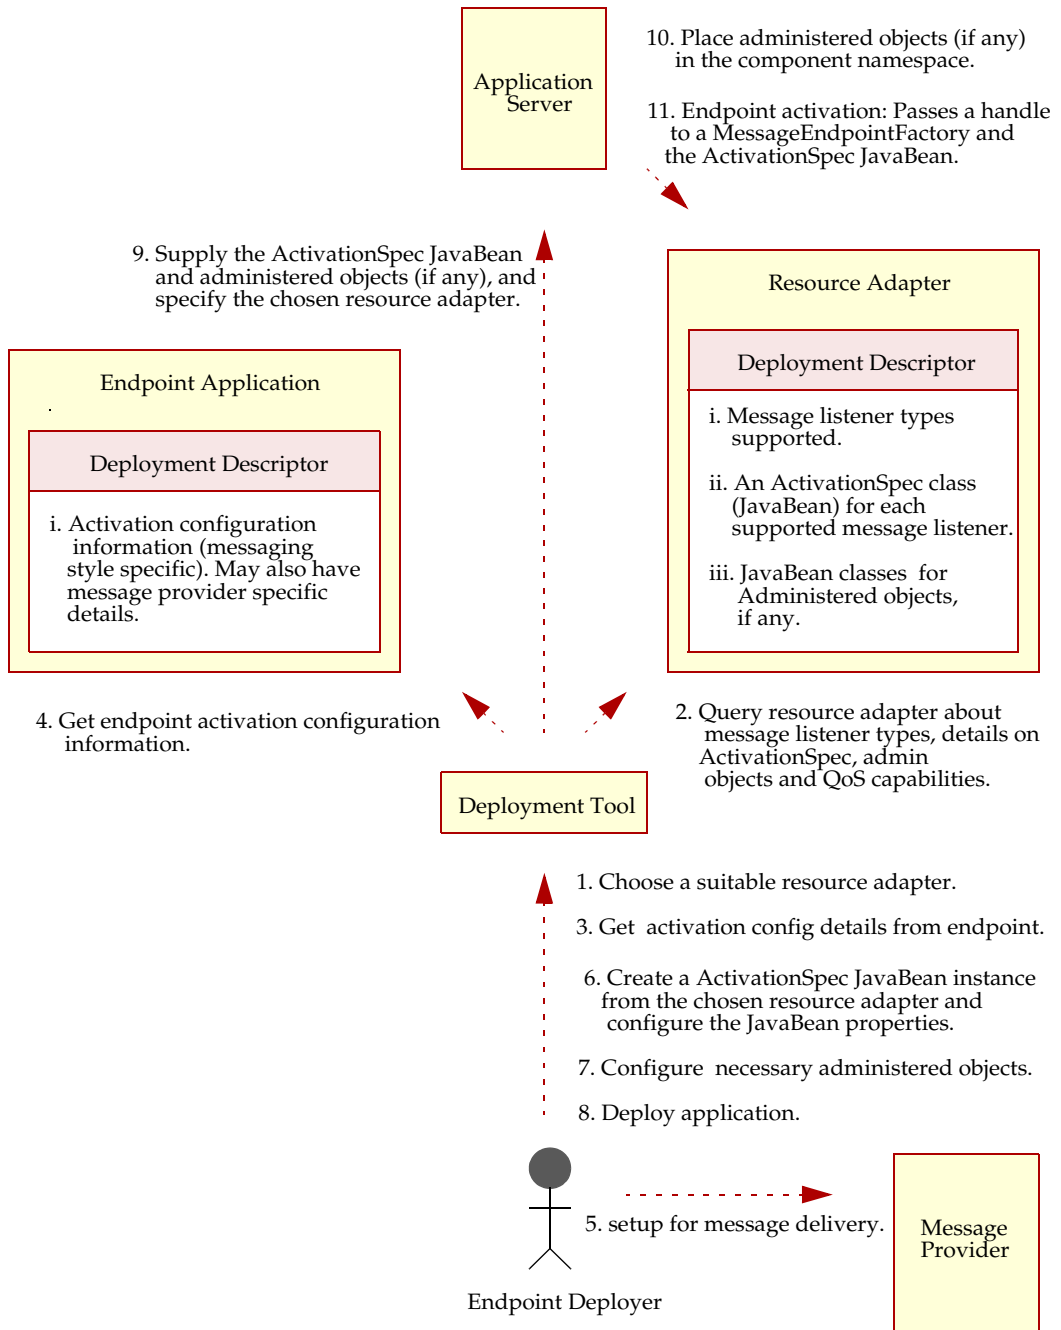 Application
Server
10. Place administered objects (if any)
in the component namespace.
11. Endpoint activation: Passes a handle
to a MessageEndpointFactory and
the ActivationSpec JavaBean.
9. Supply the ActivationSpec JavaBean
and administered objects (if any), and
specify the chosen resource adapter.
Resource Adapter
Deployment Descriptor
i. Message listener types
supported.
ii. An ActivationSpec class
(JavaBean) for each
supported message listener.
iii. JavaBean classes for
Administered objects,
if any.
Endpoint Application
.
Deployment Descriptor
i. Activation configuration
information (messaging
style specific). May also have
message provider specific
details.
4. Get endpoint activation configuration
information.
2. Query resource adapter about
message listener types, details on
ActivationSpec, admin
objects and QoS capabilities.
Deployment Tool
1. Choose a suitable resource adapter.
3. Get activation config details from endpoint.
6. Create a ActivationSpec JavaBean instance
from the chosen resource adapter and
configure the JavaBean properties.
7. Configure necessary administered objects.
8. Deploy application.
5. setup for message delivery.
Message
Provider
Endpoint Deployer